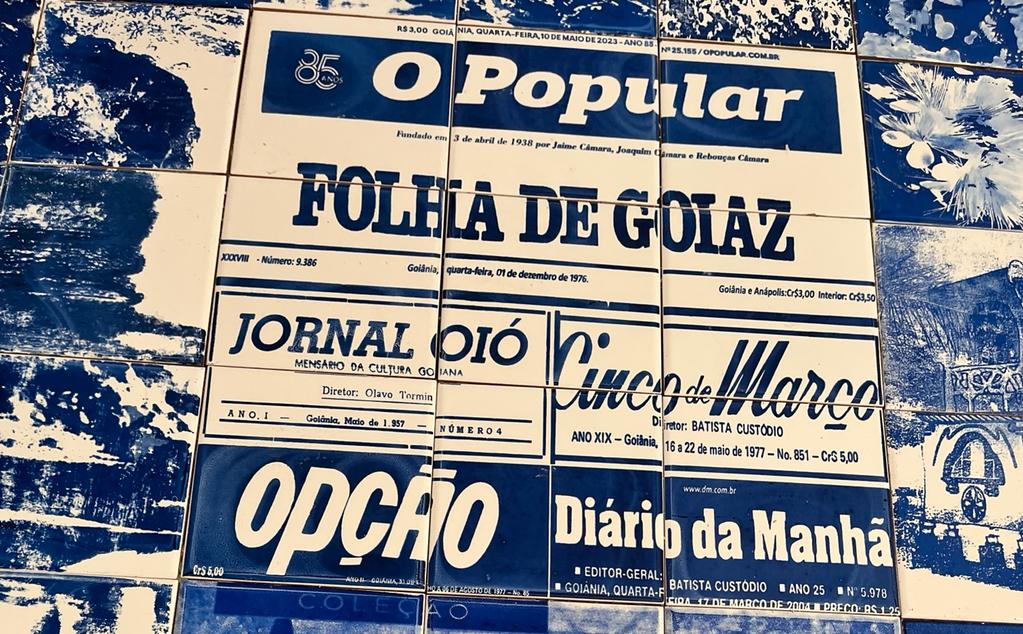 R$ 3,00 GOIÂNIA, QUARTA-FEIRA, 10 DE MAIO DE 2023 - ANO 85 - Nº 25.155 / OPOPULAR.COM.BR
85 ANOS
O Popular
Fundado em 3 de abril de 1938 por Jaime Câmara, Joaquim Câmara e Rebouças Câmara
FOLHA DE GOIAZ
XXXVIII - Número: 9.386 Goiânia, quarta-feira, 01 de dezembro de 1976. Goiânia e Anápolis:Cr$3,00 Interior: Cr$3,50
JORNAL OIÓ
MENSÁRIO DA CULTURA GOIANA
Diretor: Olavo Tormin
ANO. I — Goiânia, Maio de 1.957 — NÚMERO 4
Cinco de Março
Diretor: BATISTA CUSTÓDIO
ANO XIX – Goiânia, 16 a 22 de maio de 1977 – No. 851 – Cr$ 5,00
OPÇÃO
Cr$ 5,00
DE AGOSTO DE 1977
www.dm.com.br
Diário da Manhã
■ EDITOR-GERAL: BATISTA CUSTÓDIO ■ ANO 25 ■ Nº 5.978
■ GOIÂNIA, QUARTA-FEIRA, 17 DE MARÇO DE 2004 ■ PREÇO: R$ 1,25
COLEÇÃO